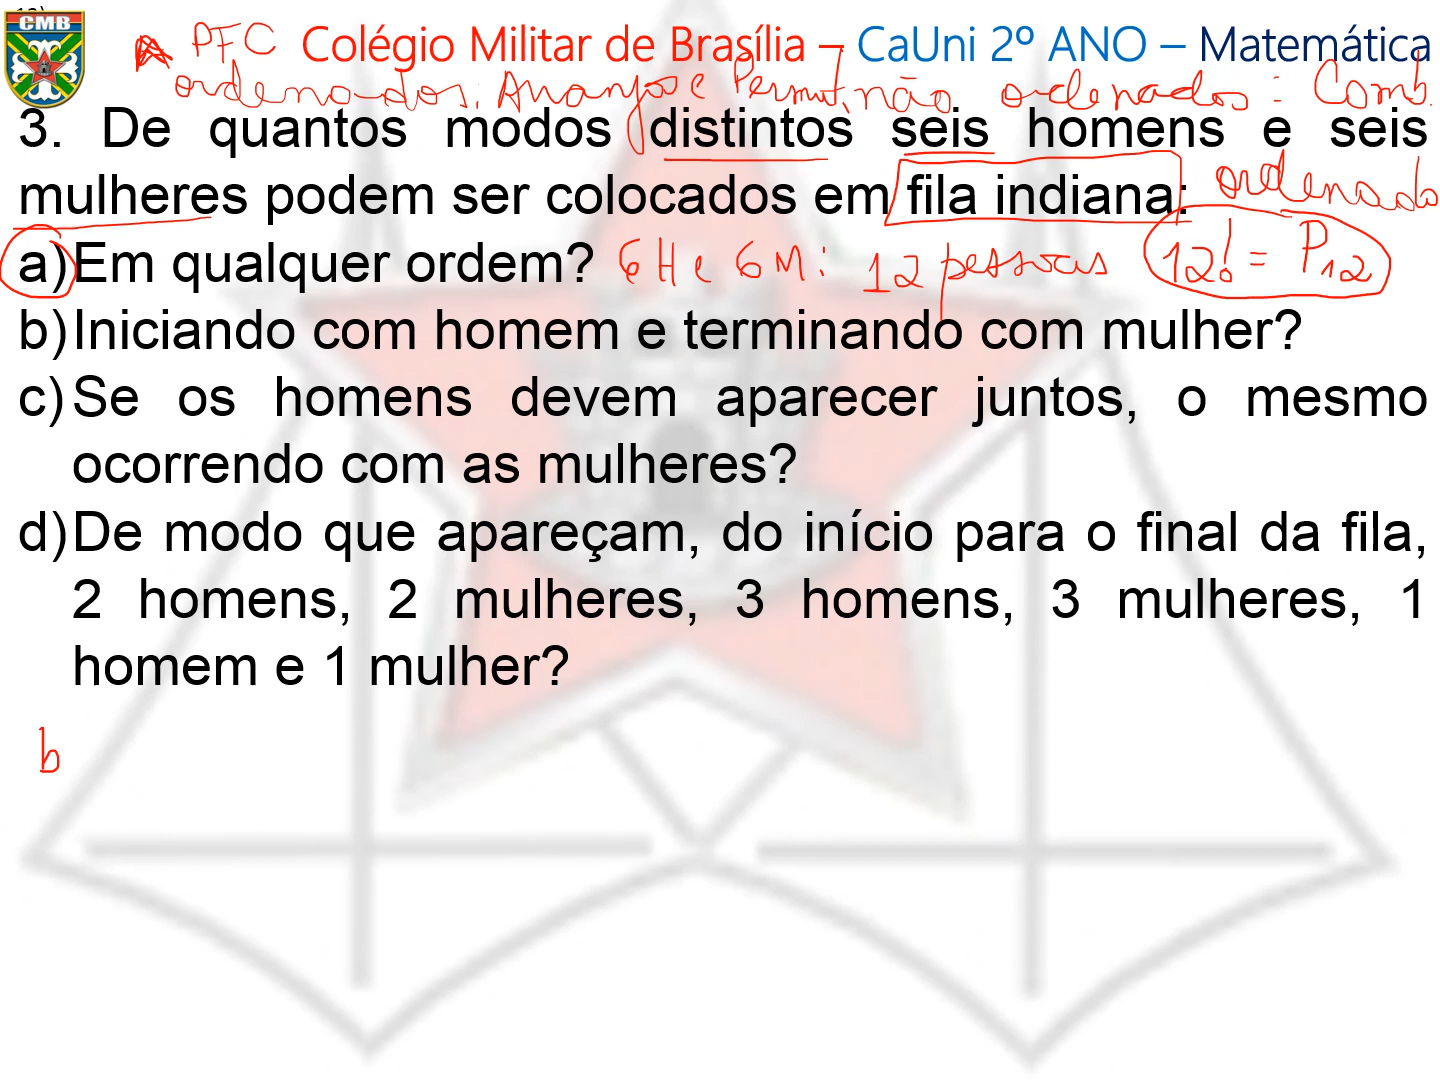 CMB
PFC Colégio Militar de Brasília – CaUni 2º ANO – Matemática
ordenados: Arranjos e Permut, não ordenados: Comb.
3. De quantos modos distintos seis homens e seis
mulheres podem ser colocados em fila indiana: ordenado
a) Em qualquer ordem? 6H e 6M: 12 pessoas 12! = P₁₂
b) Iniciando com homem e terminando com mulher?
c) Se os homens devem aparecer juntos, o mesmo
ocorrendo com as mulheres?
d) De modo que apareçam, do início para o final da fila,
2 homens, 2 mulheres, 3 homens, 3 mulheres, 1
homem e 1 mulher?
b